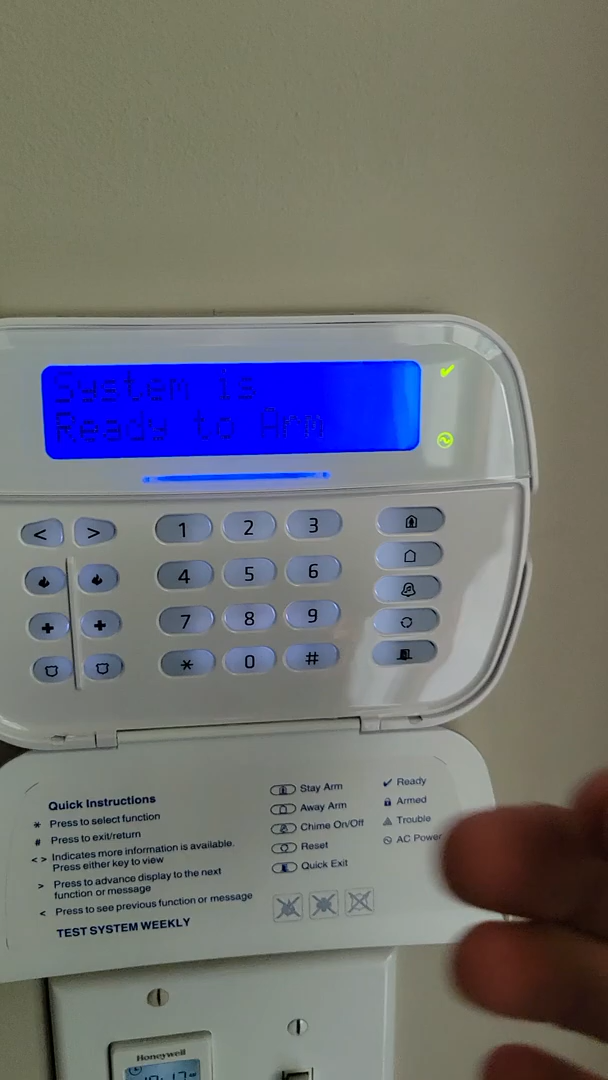 System is
Ready to Arm
< >
1 2 3
4 5 6
7 8 9
* 0 #
Quick Instructions
* Press to select function
# Press to exit/return
< > Indicates more information is available.
Press either key to view
> Press to advance display to the next
function or message
< Press to see previous function or message
TEST SYSTEM WEEKLY
Stay Arm
Away Arm
Chime On/Off
Reset
Quick Exit
Ready
Armed
Trouble
AC Power
Honeywell